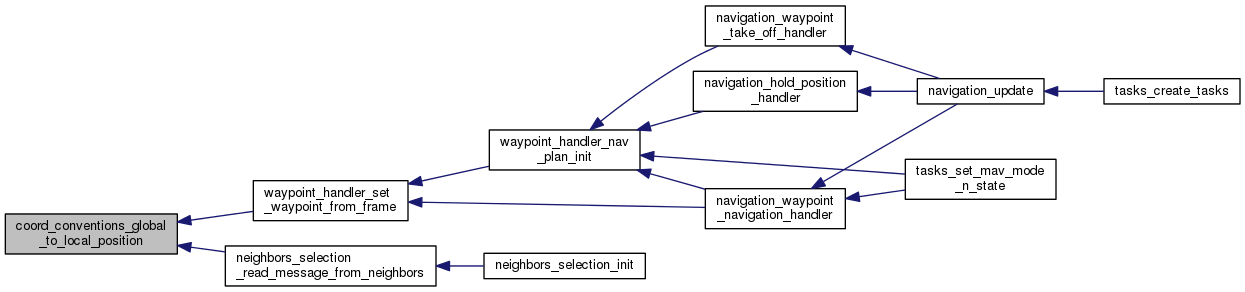 coord_conventions_global
_to_local_position
waypoint_handler_set
_waypoint_from_frame
neighbors_selection
_read_message_from_neighbors
waypoint_handler_nav
_plan_init
neighbors_selection_init
navigation_waypoint
_take_off_handler
navigation_hold_position
_handler
navigation_waypoint
_navigation_handler
navigation_update
tasks_set_mav_mode
_n_state
tasks_create_tasks